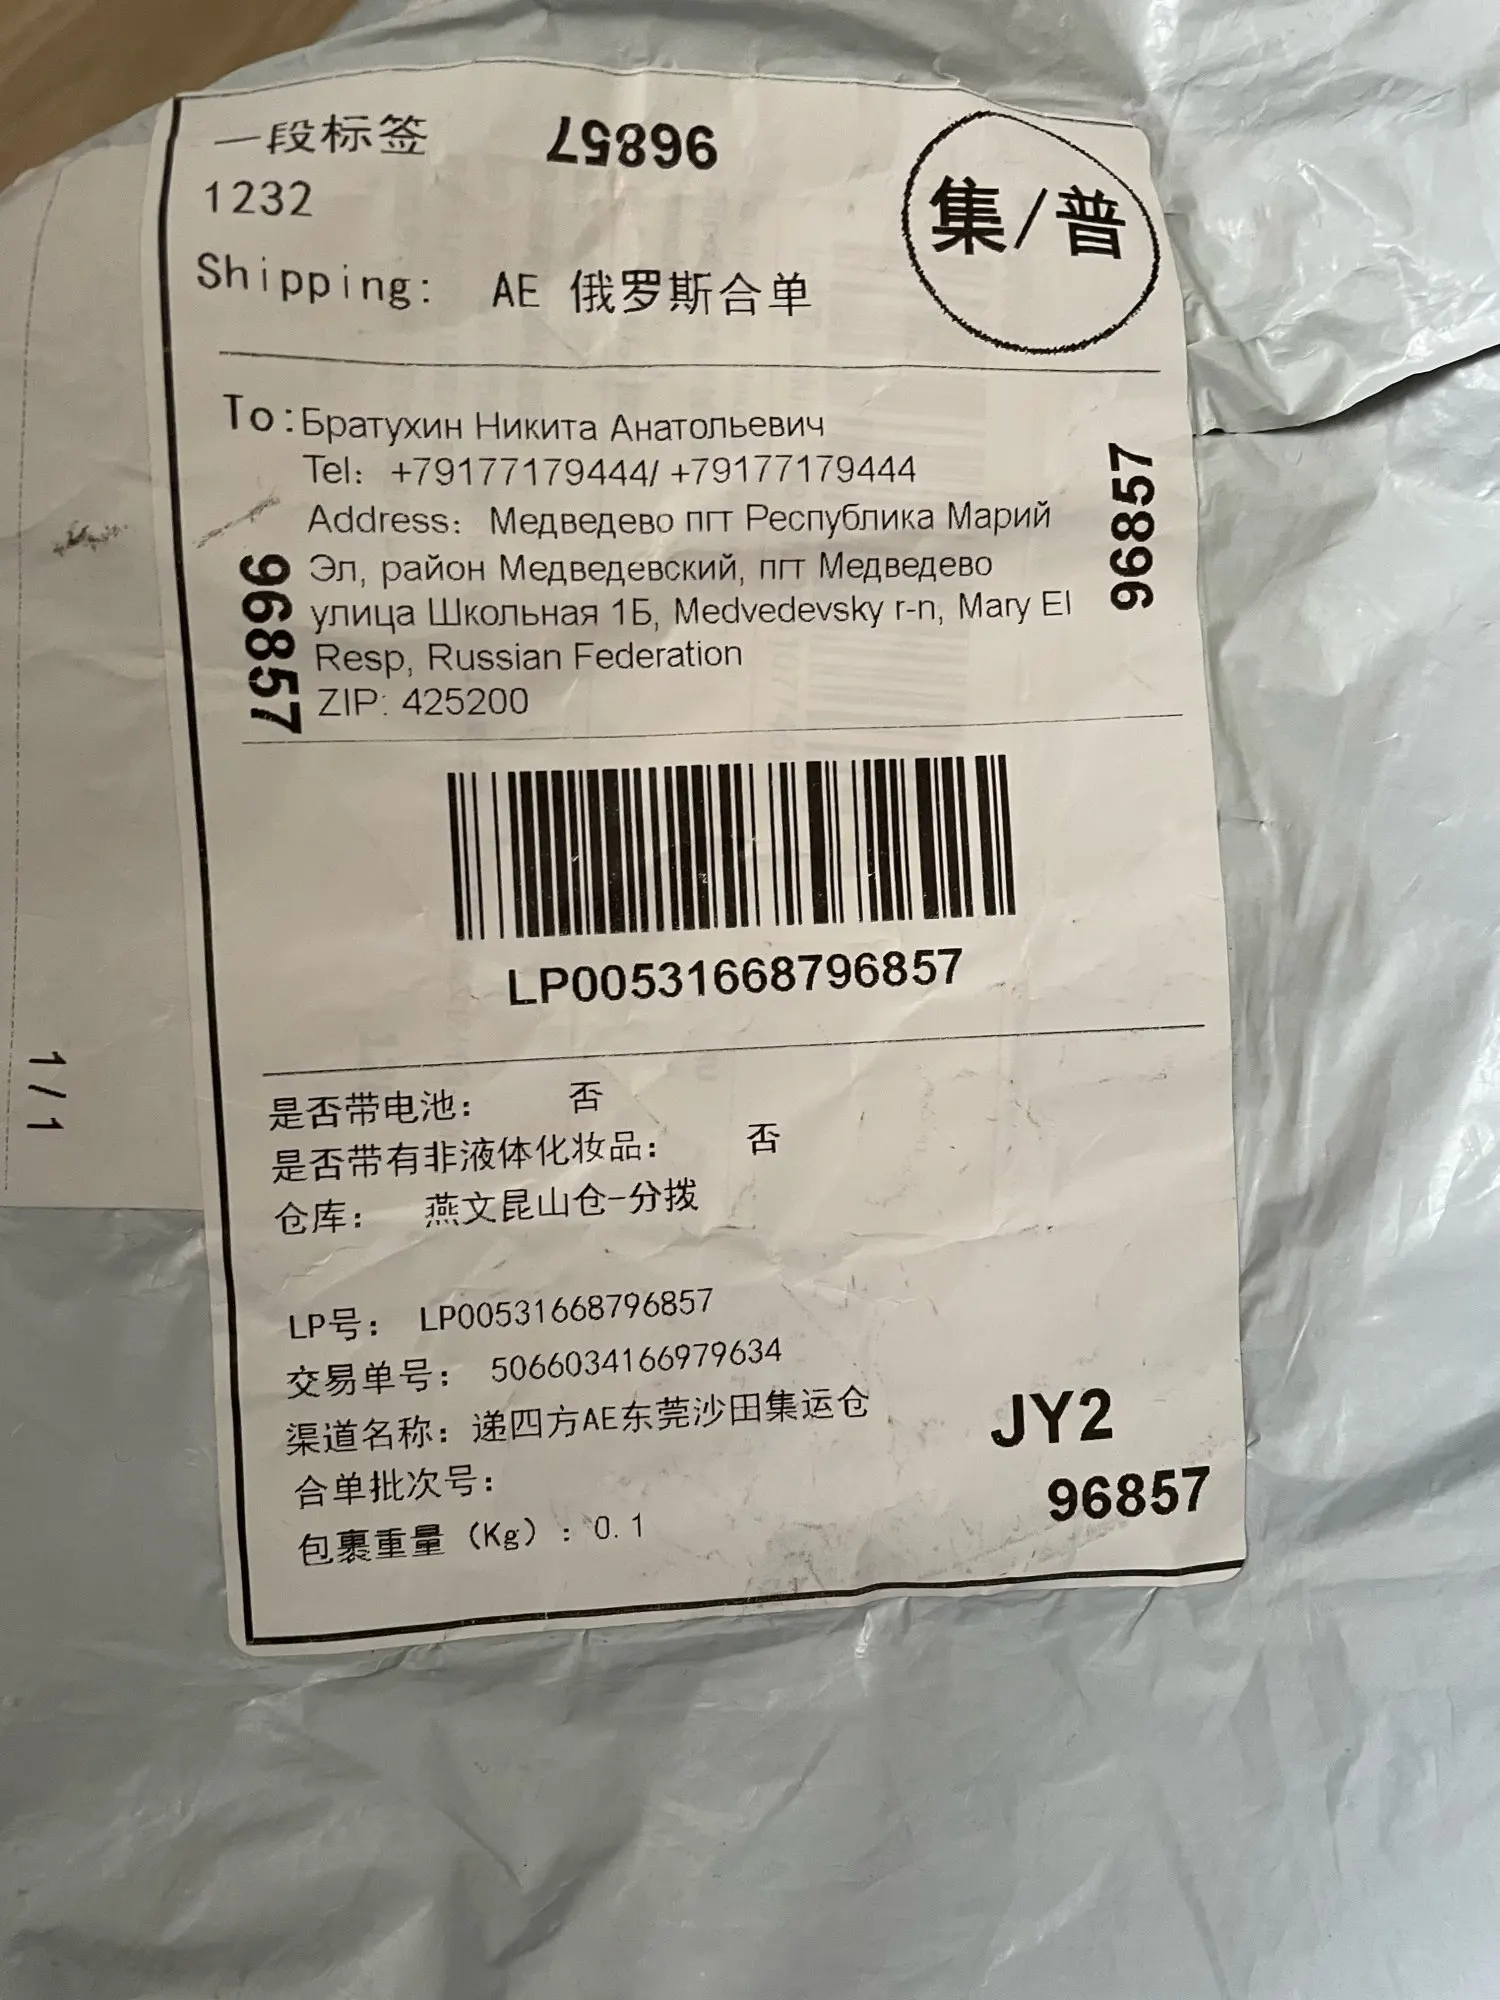 一段标签
96857
集/普
1232
Shipping: AE 俄罗斯合单
To:Братухин Никита Анатольевич
Tel: +79177179444/ +79177179444
Address: Медведево пгт Республика Марий
Эл, район Медведевский, пгт Медведево
улица Школьная 1Б, Medvedevsky r-n, Mary El
Resp, Russian Federation
ZIP: 425200
96857
96857
LP00531668796857
1/1
是否带电池: 否
是否带有非液体化妆品: 否
仓库: 燕文昆山仓-分拨
LP号: LP00531668796857
交易单号: 5066034166979634
渠道名称: 递四方AE东莞沙田集运仓
JY2
合单批次号:
96857
包裹重量 (Kg) : 0.1